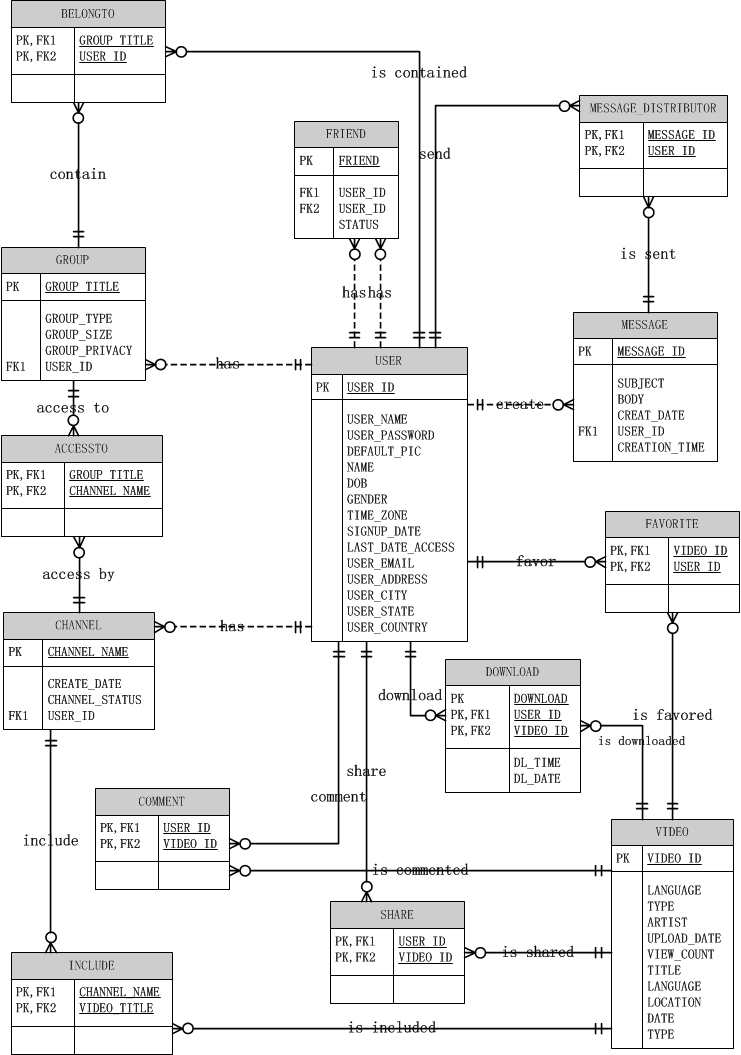 BELONGTO
PK,FK1 GROUP_TITLE
PK,FK2 USER_ID
is contained
contain
FRIEND
PK FRIEND
FK1 USER_ID
FK2 USER_ID
STATUS
send
MESSAGE_DISTRIBUTOR
PK,FK1 MESSAGE_ID
PK,FK2 USER_ID
is sent
GROUP
PK GROUP_TITLE
GROUP_TYPE
GROUP_SIZE
GROUP_PRIVACY
FK1 USER_ID
has
has
has
access to
MESSAGE
PK MESSAGE_ID
SUBJECT
BODY
CREAT_DATE
FK1 USER_ID
CREATION_TIME
create
USER
PK USER_ID
USER_NAME
USER_PASSWORD
DEFAULT_PIC
NAME
DOB
GENDER
TIME_ZONE
SIGNUP_DATE
LAST_DATE_ACCESS
USER_EMAIL
USER_ADDRESS
USER_CITY
USER_STATE
USER_COUNTRY
ACCESSTO
PK,FK1 GROUP_TITLE
PK,FK2 CHANNEL_NAME
access by
FAVORITE
PK,FK1 VIDEO_ID
PK,FK2 USER_ID
favor
CHANNEL
PK CHANNEL_NAME
CREATE_DATE
CHANNEL_STATUS
FK1 USER_ID
has
DOWNLOAD
PK DOWNLOAD
PK,FK1 USER_ID
PK,FK2 VIDEO_ID
DL_TIME
DL_DATE
download
is favored
is downloaded
share
comment
COMMENT
PK,FK1 USER_ID
PK,FK2 VIDEO_ID
include
is commented
VIDEO
PK VIDEO_ID
LANGUAGE
TYPE
ARTIST
UPLOAD_DATE
VIEW_COUNT
TITLE
LANGUAGE
LOCATION
DATE
TYPE
SHARE
PK,FK1 USER_ID
PK,FK2 VIDEO_ID
is shared
INCLUDE
PK,FK1 CHANNEL_NAME
PK,FK2 VIDEO_TITLE
is included